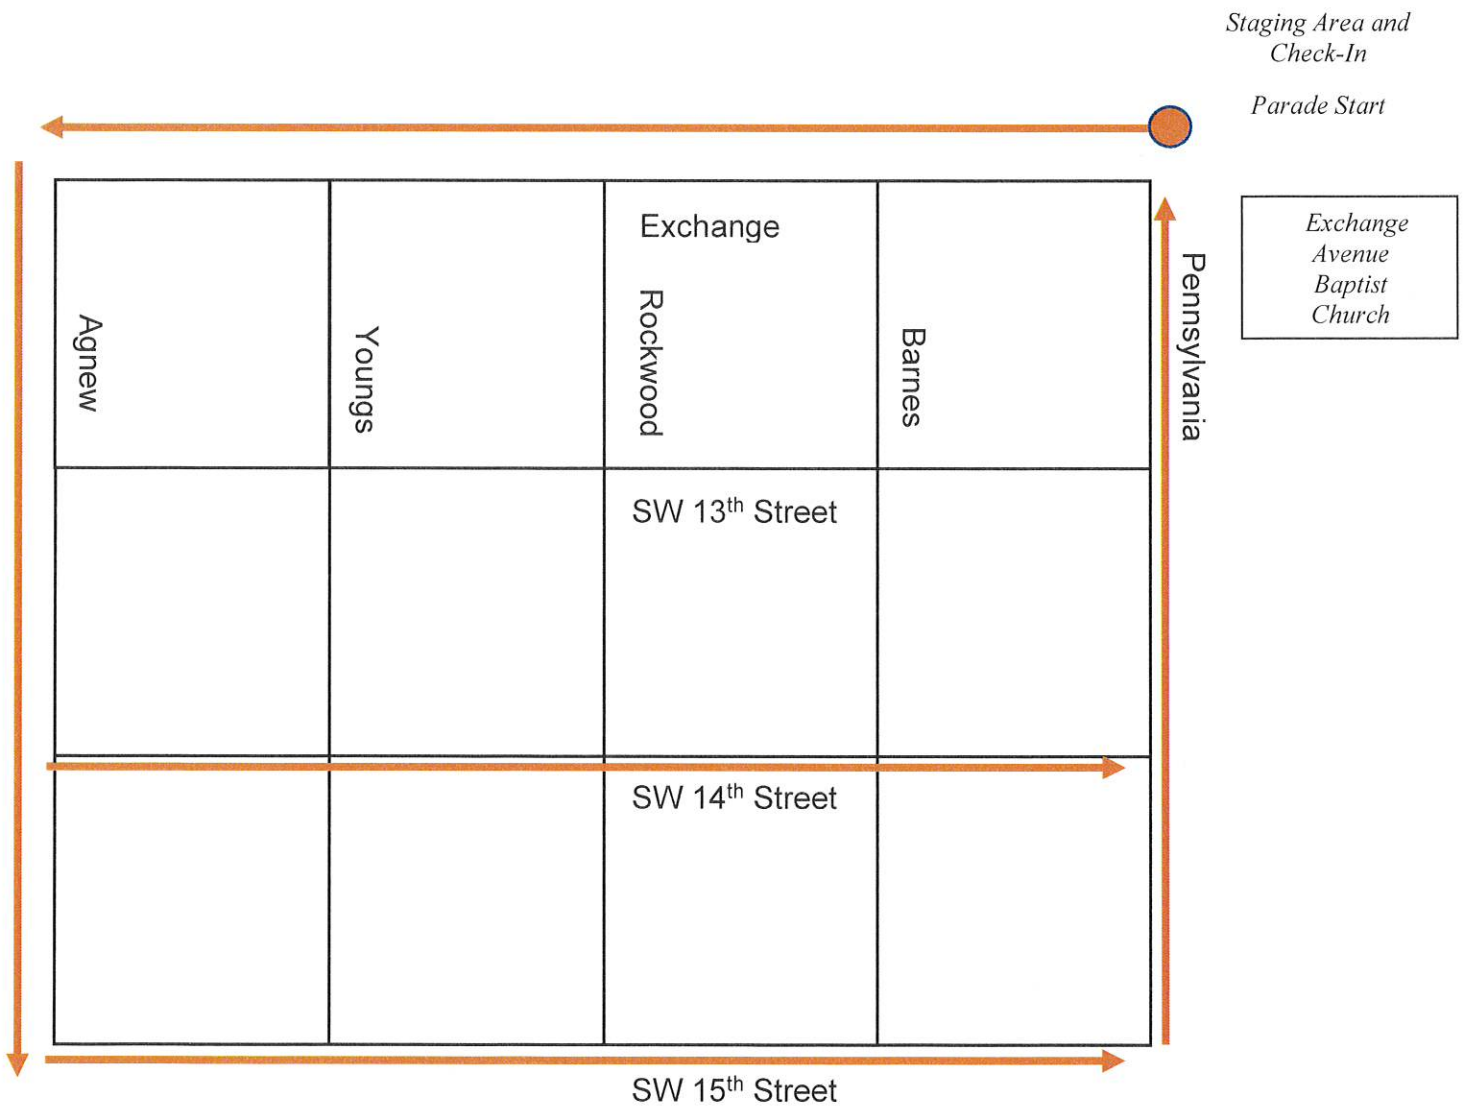 Staging Area and
Check-In
Parade Start
Exchange
Avenue
Baptist
Church
Exchange
Agnew
Youngs
Rockwood
Barnes
Pennsylvania
SW 13th Street
SW 14th Street
SW 15th Street